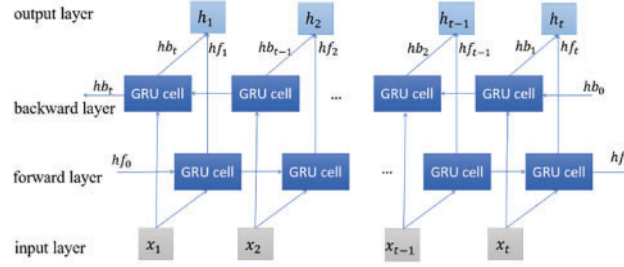 output layer h₁ h₂ hₜ₋₁ hₜ
hbₜ hf₁ hbₜ₋₁ hf₂ hb₂ hfₜ₋₁ hb₁ hfₜ
GRU cell GRU cell GRU cell GRU cell
backward layer hbₜ ... hb₀
forward layer hf₀ GRU cell GRU cell ... GRU cell GRU cell hf
input layer x₁ x₂ xₜ₋₁ xₜ